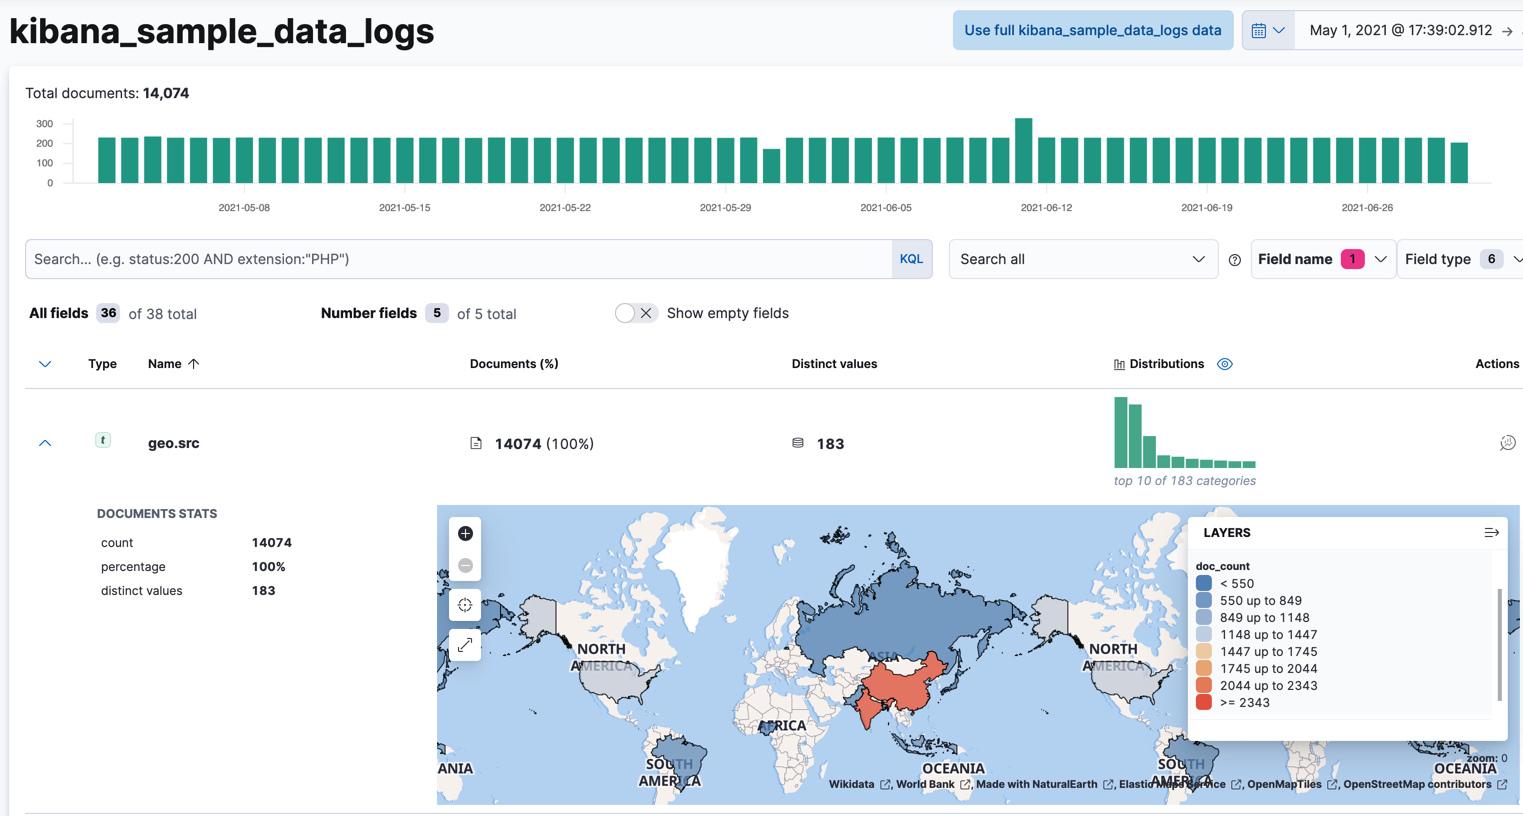 kibana_sample_data_logs
Use full kibana_sample_data_logs data
May 1, 2021 @ 17:39:02.912 →
Total documents: 14,074
300
200
100
0
2021-05-08 2021-05-15 2021-05-22 2021-05-29 2021-06-05 2021-06-12 2021-06-19 2021-06-26
Search... (e.g. status:200 AND extension:"PHP") KQL
Search all
Field name 1
Field type 6
All fields 36 of 38 total
Number fields 5 of 5 total
Show empty fields
Type Name ↑ Documents (%) Distinct values Distributions Actions
t geo.src 14074 (100%) 183
top 10 of 183 categories
DOCUMENTS STATS
count 14074
percentage 100%
distinct values 183
LAYERS
doc_count
< 550
550 up to 849
849 up to 1148
1148 up to 1447
1447 up to 1745
1745 up to 2044
2044 up to 2343
>= 2343
NORTH
AMERICA
ASIA
NORTH
AMERICA
AFRICA
SOUTH
AMERICA
ANIA
OCEANIA
SOUTH
AMERICA
OCEANIA
zoom: 0
Wikidata , World Bank , Made with NaturalEarth , Elastic Maps Service , OpenMapTiles , OpenStreetMap contributors